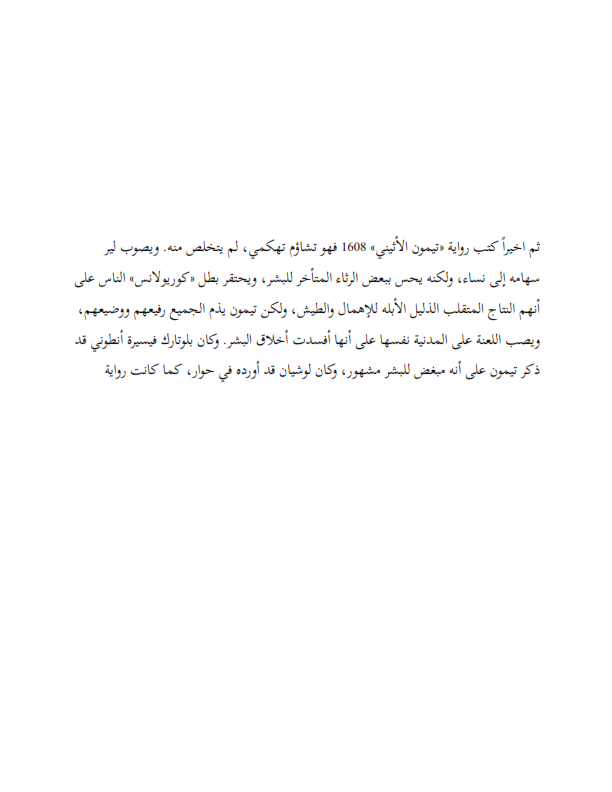 ثم اخيراً كتب رواية «تيمون الأثيني» 1608 فهو تشاؤم تهكمي، لم يتخلص منه. ويصوب لير
سهامه إلى نساء، ولكنه يحس ببعض الرثاء المتأخر للبشر، ويحتقر بطل «كوريولانس» الناس على
أنهم النتاج المتقلب الذليل الأبله للإهمال والطيش، ولكن تيمون يذم الجميع رفيعهم ووضيعهم،
ويصب اللعنة على المدنية نفسها على أنها أفسدت أخلاق البشر. وكان بلوتارك فيسيرة أنطوني قد
ذكر تيمون على أنه مبغض للبشر مشهور، وكان لوشيان قد أورده في حوار، كما كانت رواية